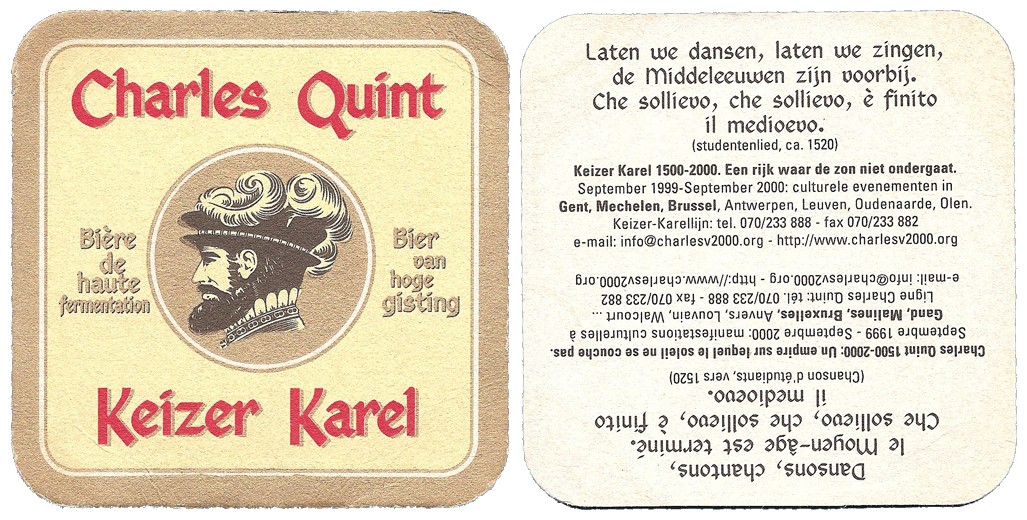 Charles Quint
Bière
de
haute
fermentation
Bier
van
hoge
gisting
Keizer Karel
Laten we dansen, laten we zingen,
de Middeleeuwen zijn voorbij.
Che sollievo, che sollievo, è finito
il medioevo.
(studentenlied, ca. 1520)
Keizer Karel 1500-2000. Een rijk waar de zon niet ondergaat.
September 1999-September 2000: culturele evenementen in
Gent, Mechelen, Brussel, Antwerpen, Leuven, Oudenaarde, Olen.
Keizer-Karellijn: tel. 070/233 888 - fax 070/233 882
e-mail: info@charlesv2000.org - http://www.charlesv2000.org
Dansons, chantons,
le Moyen-âge est terminé.
Che sollievo, che sollievo, è finito
il medioevo.
(Chanson d'étudiants, vers 1520)
Charles Quint 1500-2000: Un empire sur lequel le soleil ne se couche pas.
Septembre 1999 - Septembre 2000: manifestations culturelles à
Gand, Malines, Bruxelles, Anvers, Louvain, Walcourt ...
Ligne Charles Quint: tél. 070/233 888 - fax 070/233 882
e-mail: info@charlesv2000.org - http://www.charlesv2000.org